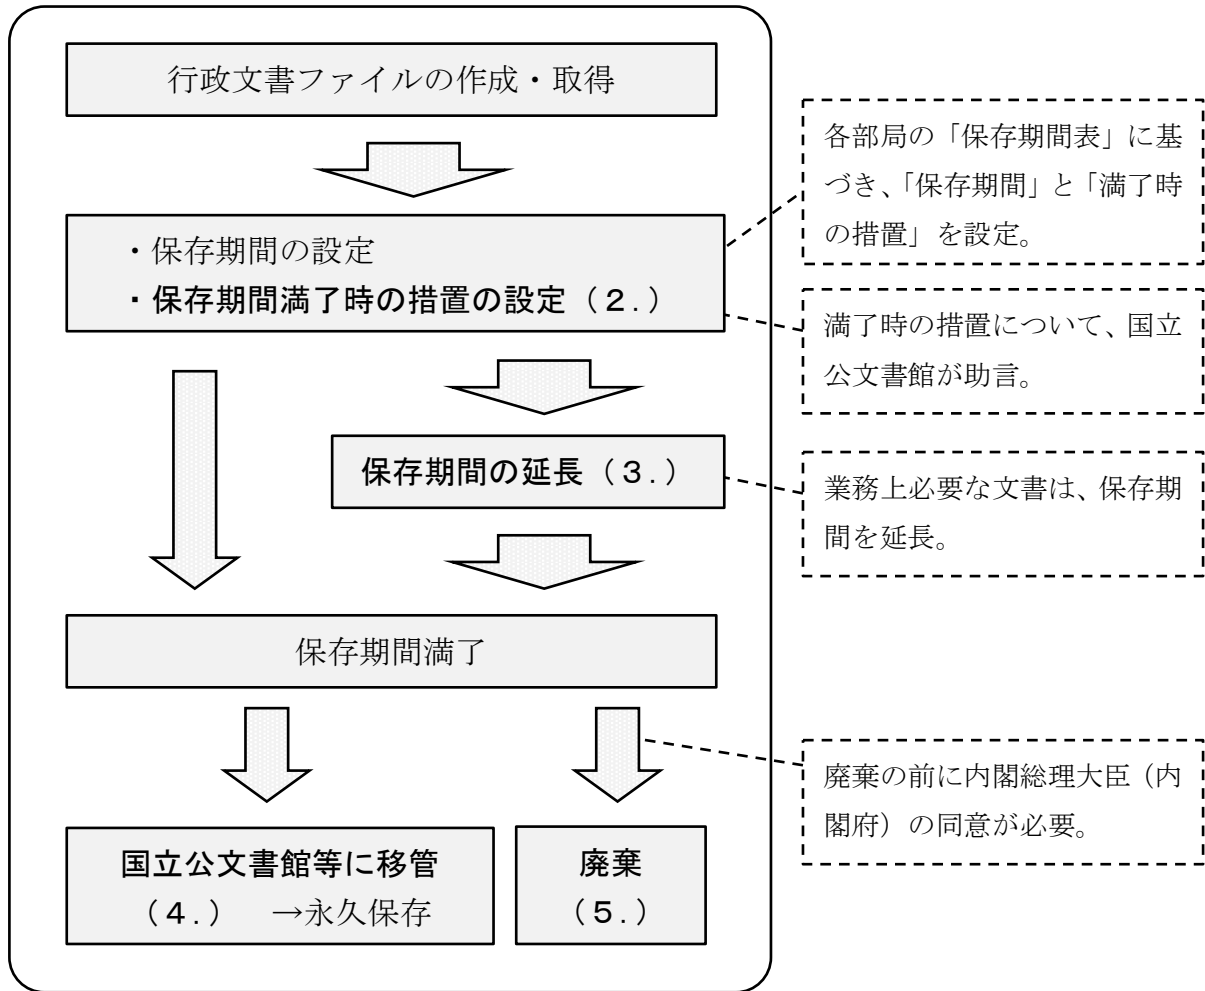 行政文書ファイルの作成・取得
各部局の「保存期間表」に基
づき、「保存期間」と「満了時
の措置」を設定。
・保存期間の設定
・保存期間満了時の措置の設定（２.）
満了時の措置について、国立
公文書館が助言。
保存期間の延長（３.）
業務上必要な文書は、保存期
間を延長。
保存期間満了
廃棄の前に内閣総理大臣（内
閣府）の同意が必要。
国立公文書館等に移管
（４.）　→永久保存
廃棄
（５.）